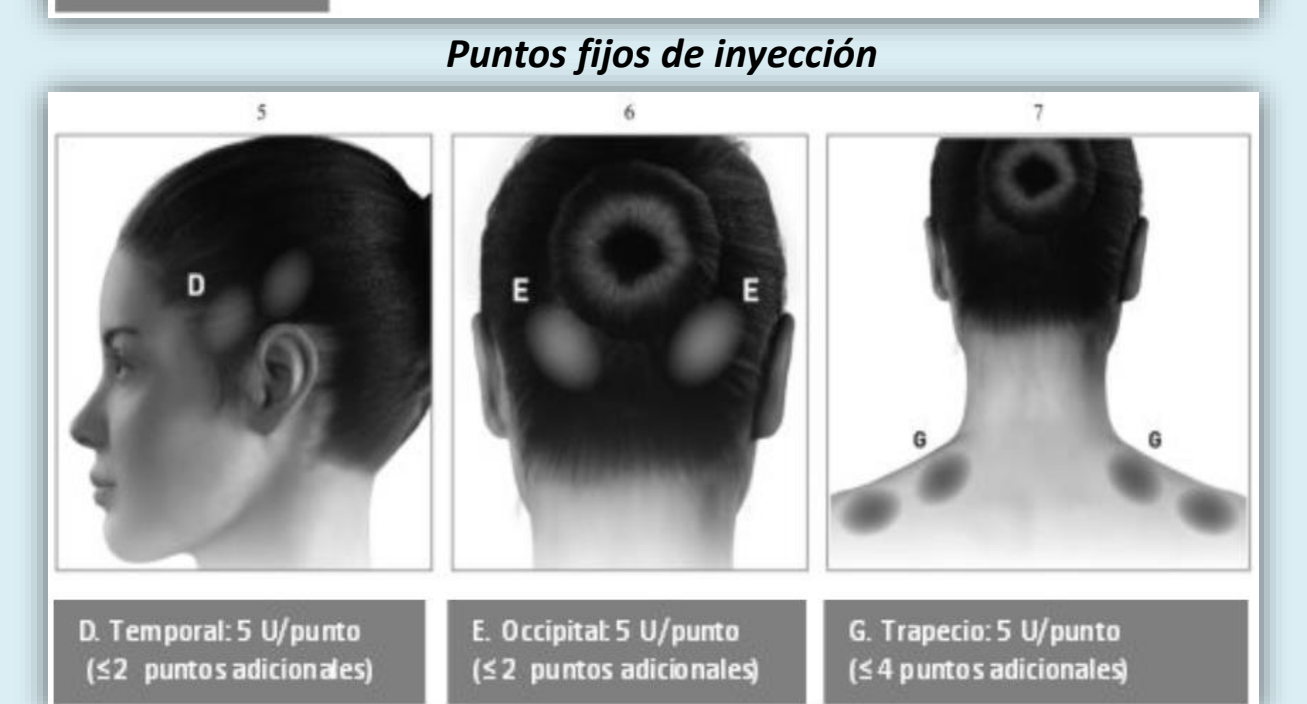 Puntos fijos de inyección
5
6
7
D
E
E
G
G
D. Temporal: 5 U/punto
(≤2 puntos adicionales)
E. Occipital: 5 U/punto
(≤2 puntos adicionales)
G. Trapecio: 5 U/punto
(≤4 puntos adicionales)